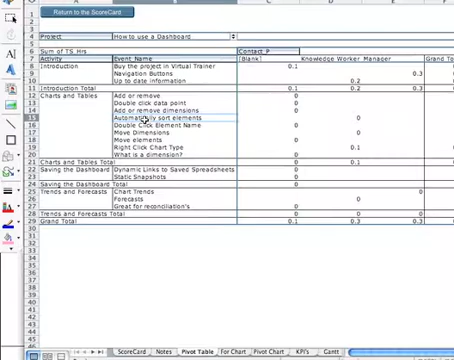 Return to the ScoreCard
Project How to use a Dashboard
Sum of TS_Hrs Contact_P
Activity Event_Name [Blank] Knowledge Worker Manager Grand To
Introduction Buy the project in Virtual Trainer 0.1
Navigation Buttons 0.3
Up to date information 0.2
Introduction Total 0.1 0.2 0.3
Charts and Tables Add or remove 0
Double click data point 0
Add or remove dimensions 0
Automatically sort elements 0
Double Click Element Name 0
Move Dimensions 0
Move elements 0
Right Click Chart Type 0.1
What is a dimension? 0
Charts and Tables Total 0 0.1
Saving the Dashboard Dynamic Links to Saved Spreadsheets 0
Static Snapshots 0
Saving the Dashboard Total 0
Trends and Forecasts Chart Trends 0
Forecasts 0
Great for reconciliation's 0
Trends and Forecasts Total 0 0 0
Grand Total 0.1 0.3 0.3
ScoreCard Notes Pivot Table For Chart Pivot Chart KPI's Gantt